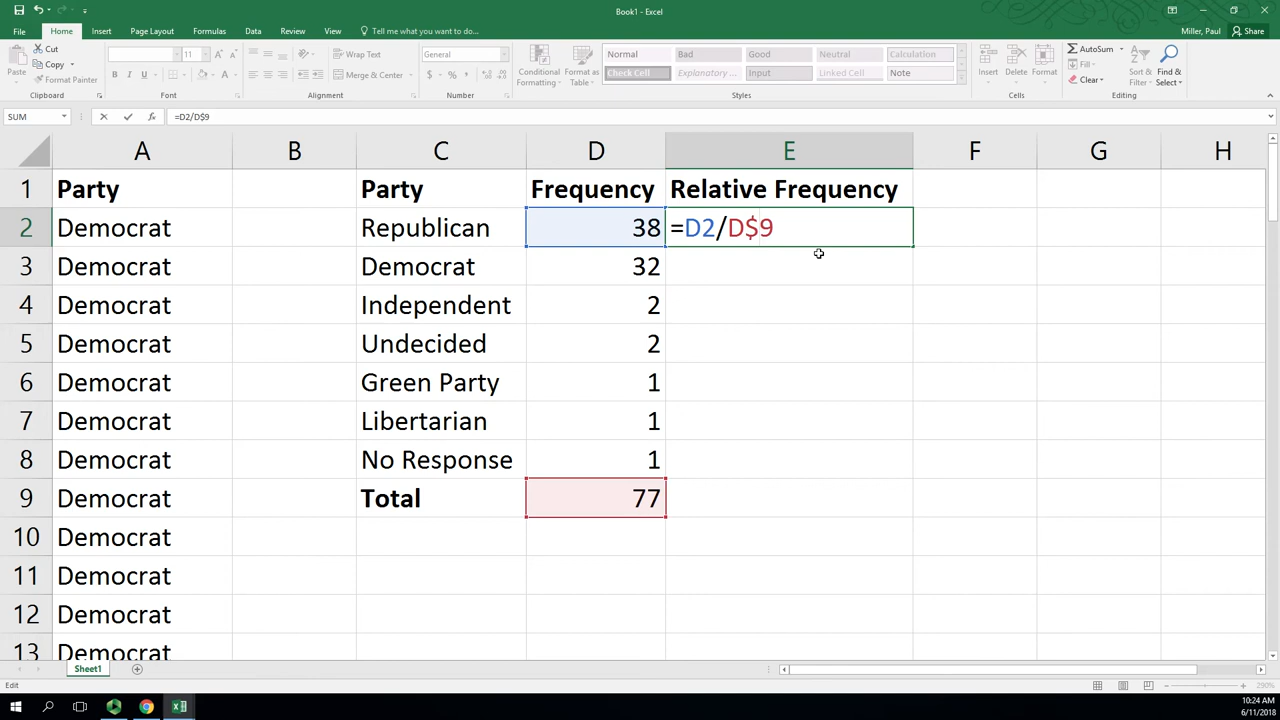 Book1 - Excel
File Home Insert Page Layout Formulas Data Review View Tell me what you want to do... Miller, Paul Share
Paste Cut Copy Format Painter
Clipboard
11 B I U A A A
Font
Wrap Text
Merge & Center
Alignment
General
$ % ,
Number
Conditional Formatting Format as Table
Normal Bad Good Neutral Calculation
Check Cell Explanatory ... Input Linked Cell Note
Styles
Insert Delete Format
Cells
AutoSum Fill Clear Sort & Filter Find & Select
Editing
SUM fx =D2/D$9
A B C D E F G H
1 Party Party Frequency Relative Frequency
2 Democrat Republican 38 =D2/D$9
3 Democrat Democrat 32
4 Democrat Independent 2
5 Democrat Undecided 2
6 Democrat Green Party 1
7 Democrat Libertarian 1
8 Democrat No Response 1
9 Democrat Total 77
10 Democrat
11 Democrat
12 Democrat
13 Democrat
Sheet1
Edit 290%
10:24 AM
6/11/2018